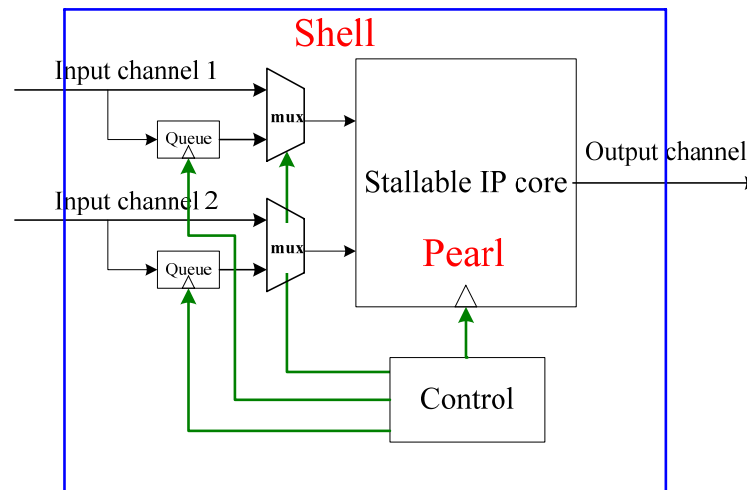 Shell
Input channel 1
mux
Queue
Output channel
Stallable IP core
Input channel 2
mux
Pearl
Queue
Control